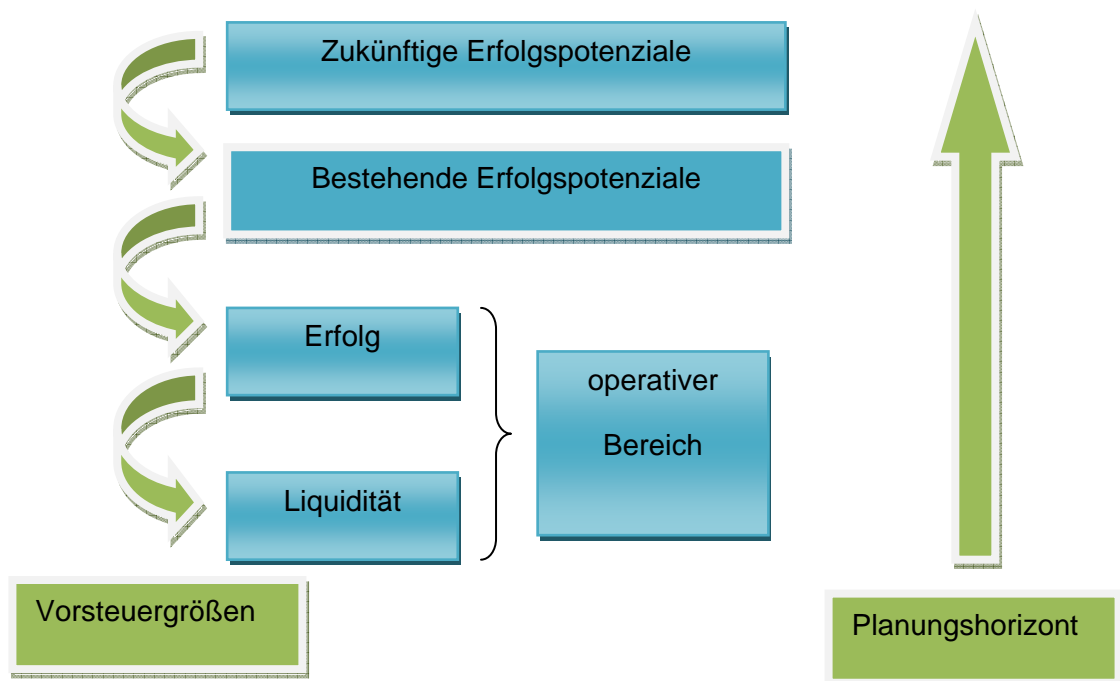 Zukünftige Erfolgspotenziale
Bestehende Erfolgspotenziale
Erfolg
operativer
Bereich
Liquidität
Vorsteuergrößen
Planungshorizont